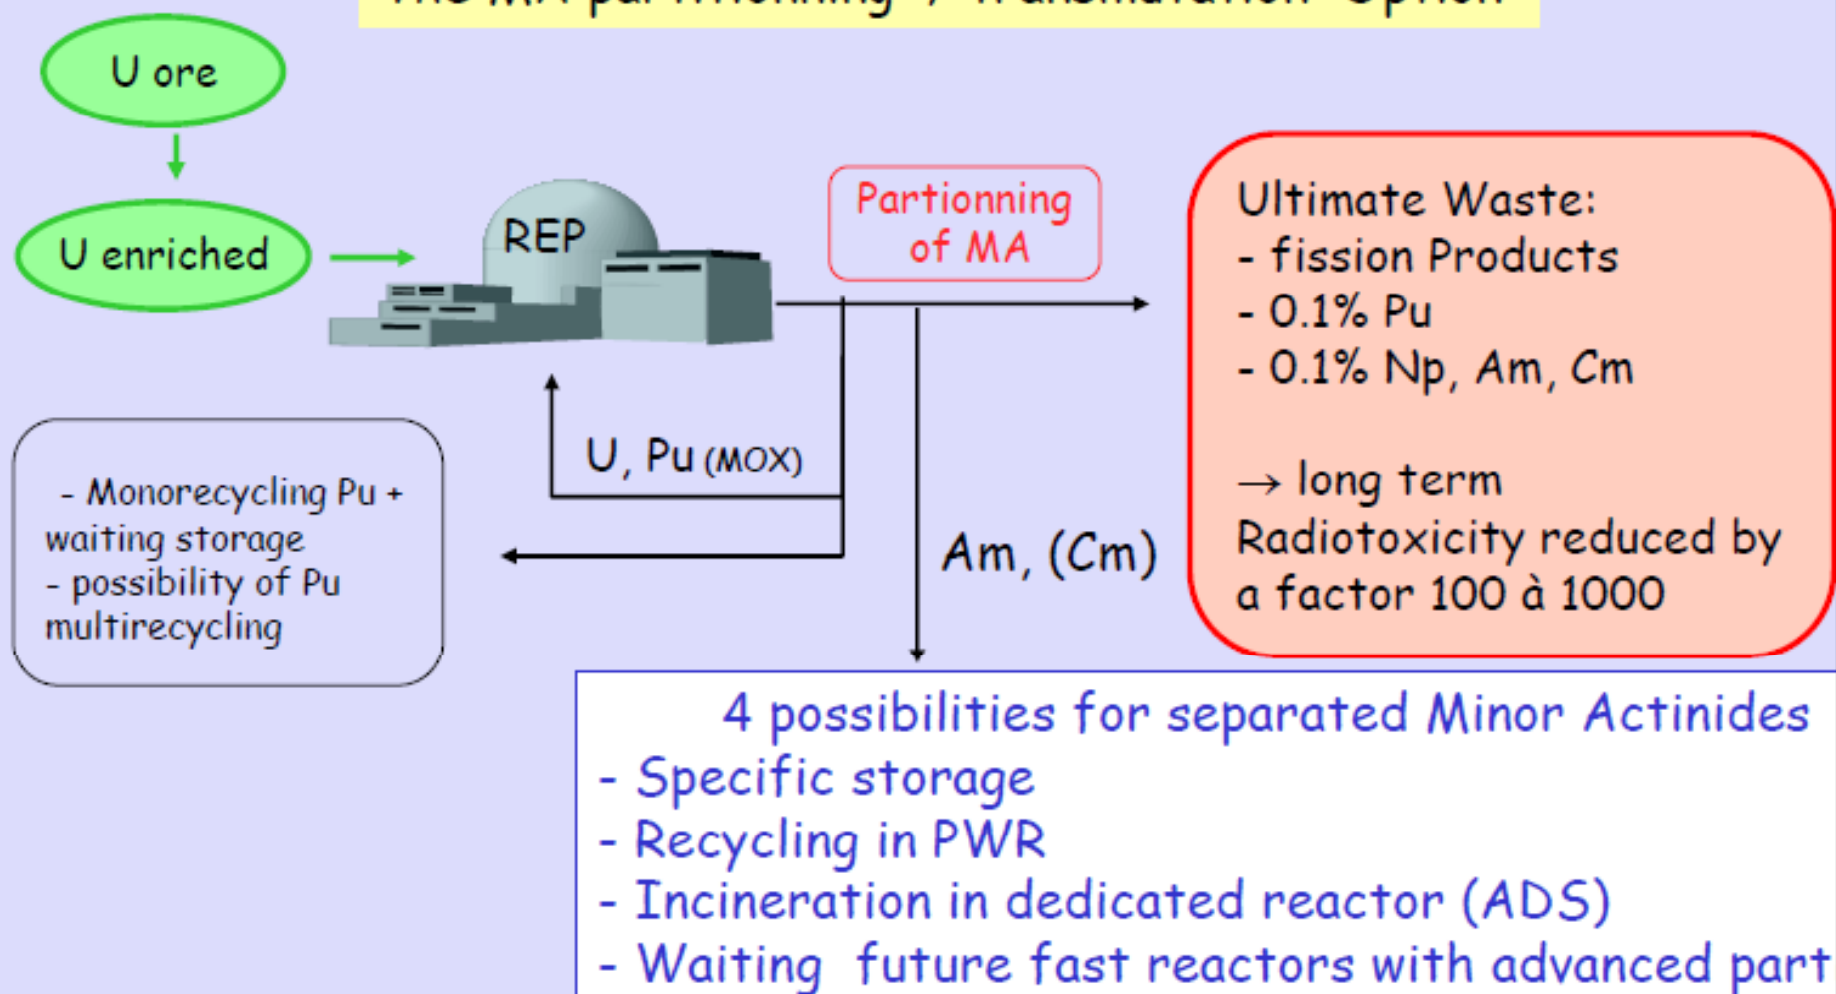 U ore
U enriched
REP
Partionning
of MA
Ultimate Waste:
- fission Products
- 0.1% Pu
- 0.1% Np, Am, Cm
→ long term
Radiotoxicity reduced by
a factor 100 à 1000
U, Pu (MOX)
- Monorecycling Pu +
waiting storage
- possibility of Pu
multirecycling
Am, (Cm)
4 possibilities for separated Minor Actinides
- Specific storage
- Recycling in PWR
- Incineration in dedicated reactor (ADS)
- Waiting future fast reactors with advanced part